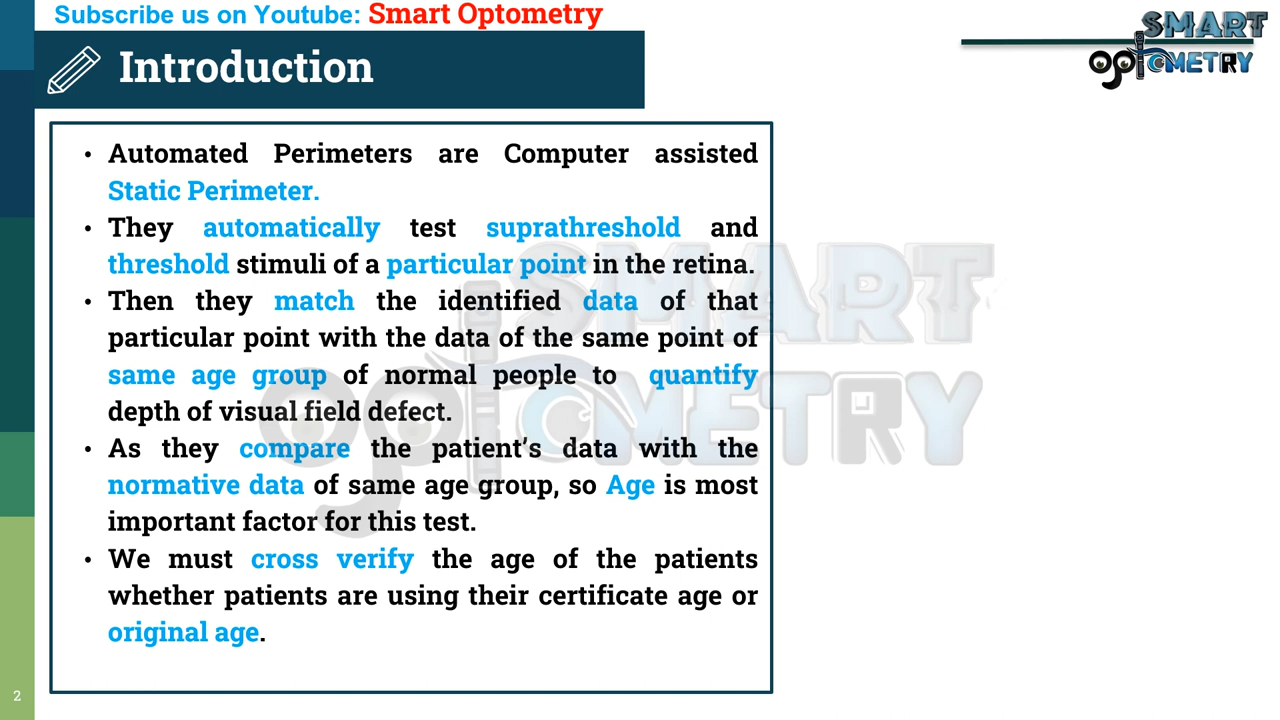 Subscribe us on Youtube: Smart Optometry
SMART
OPTOMETRY
Introduction
• Automated Perimeters are Computer assisted
Static Perimeter.
• They automatically test suprathreshold and
threshold stimuli of a particular point in the retina.
• Then they match the identified data of that
particular point with the data of the same point of
same age group of normal people to quantify
depth of visual field defect.
• As they compare the patient’s data with the
normative data of same age group, so Age is most
important factor for this test.
• We must cross verify the age of the patients
whether patients are using their certificate age or
original age.
SMART
OPTOMETRY
2